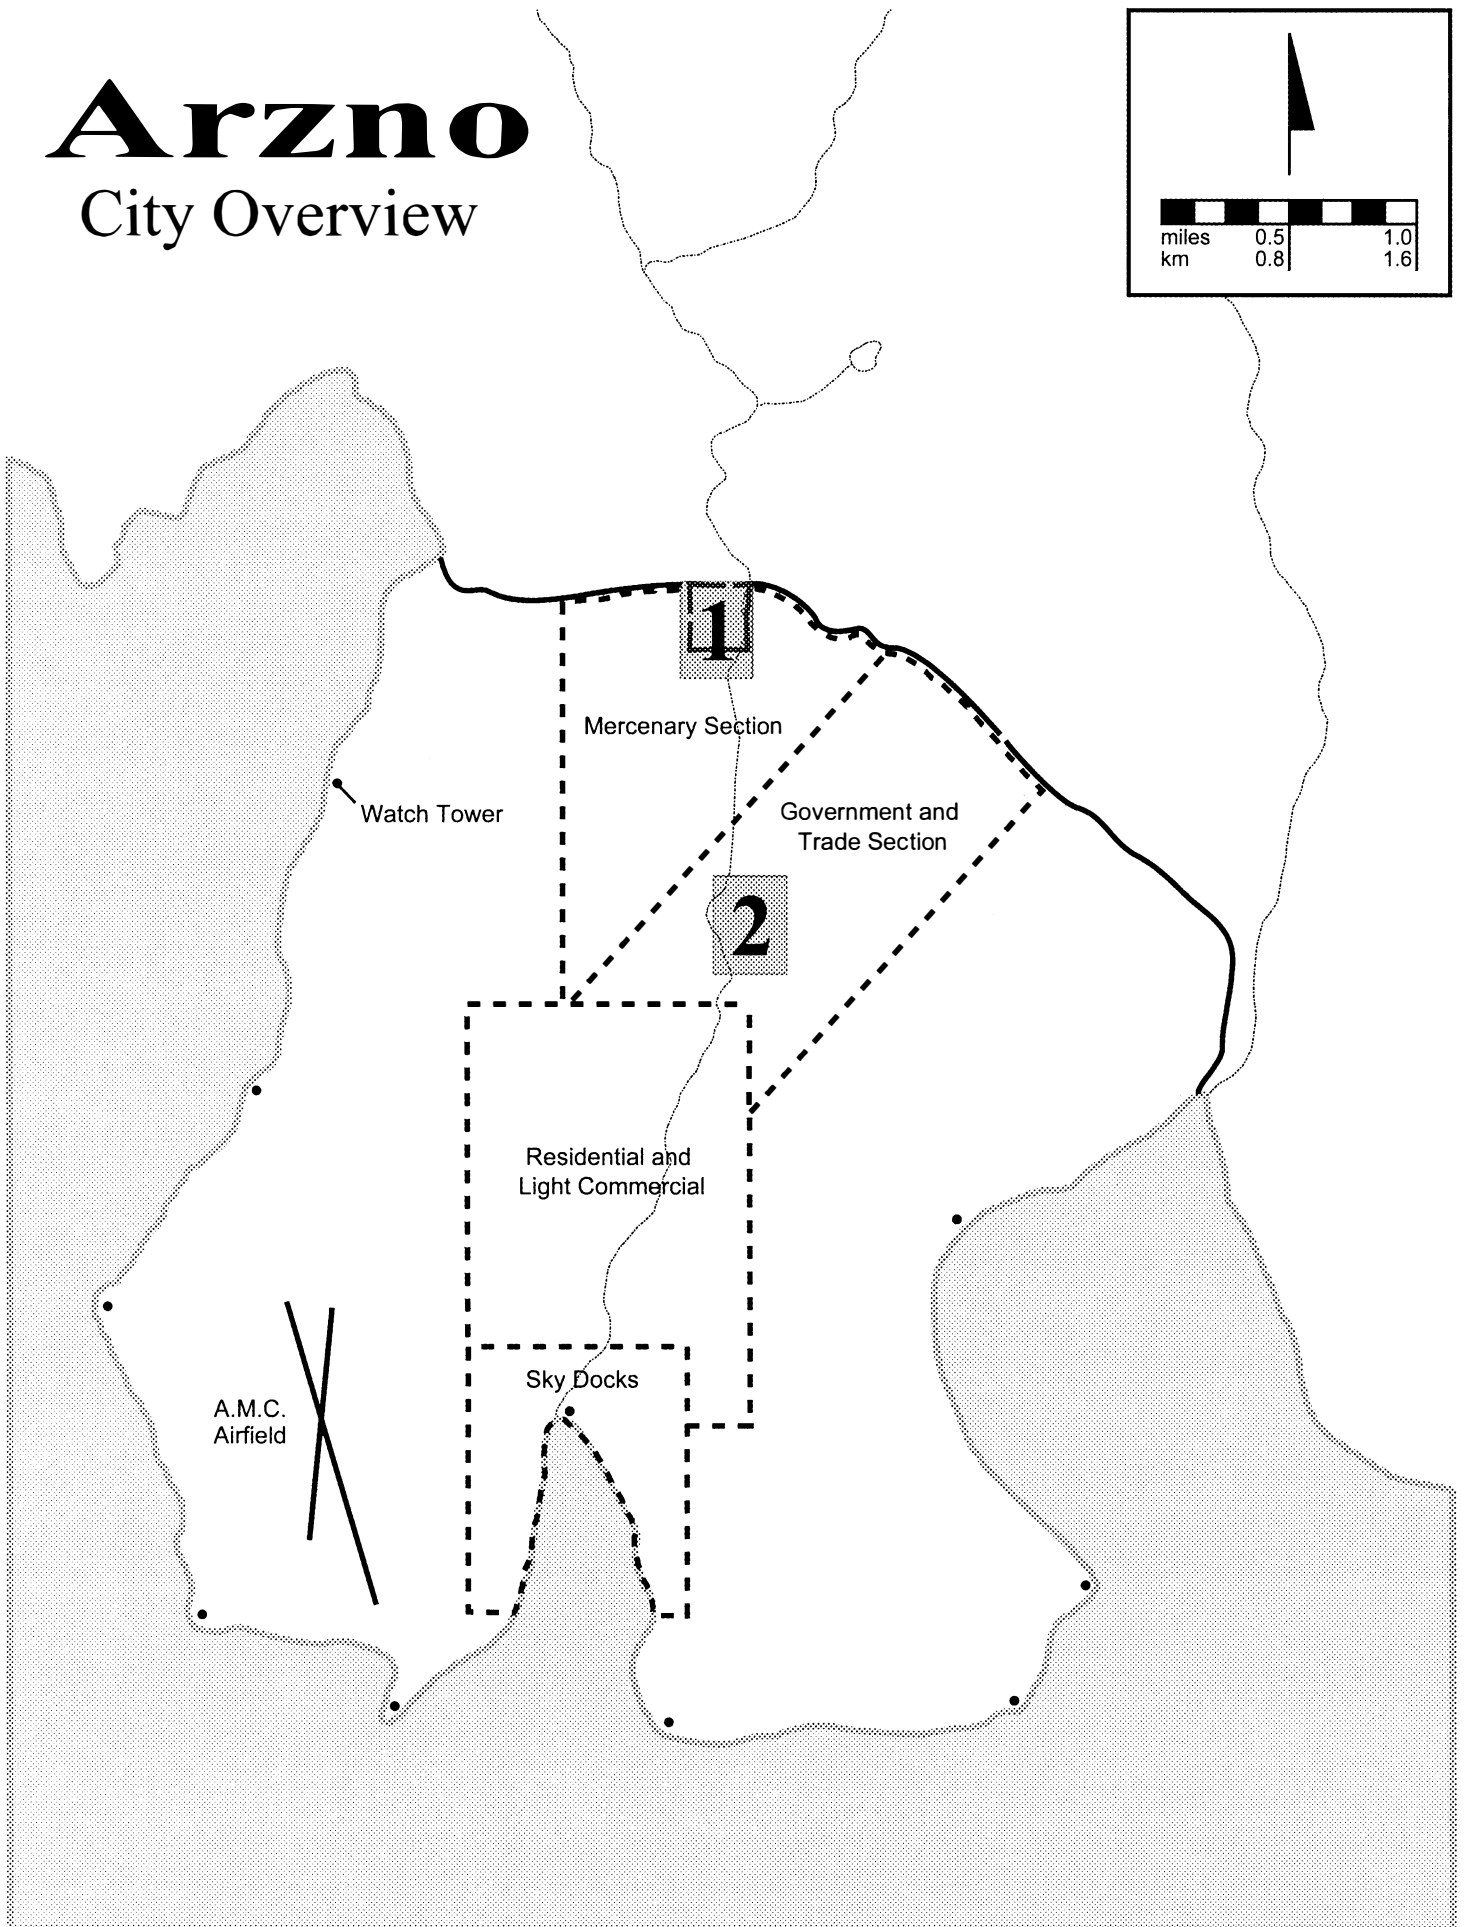 Arzno
City Overview
miles 0.5 1.0
km 0.8 1.6
1
Mercenary Section
Watch Tower
Government and
Trade Section
2
Residential and
Light Commercial
Sky Docks
A.M.C.
Airfield